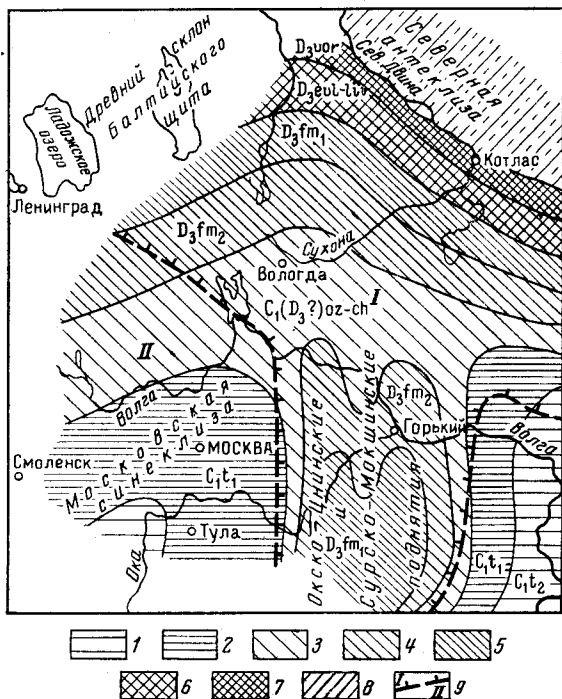 Северная
антеклиза
Сев. Двина
D₃vor
D₃evl-liv
D₃fm₁
Древний склон
Балтийского
щита
Ладожское
озеро
Ленинград
Котлас
D₃fm₂
Сухона
Вологда
I
C₁(D₃?)oz-ch
II
Волга
Московская
синеклиза
МОСКВА
Смоленск
C₁t₁
Тула
Ока
Окско-Цнинские
и
Сурско-Мокшинские
поднятия
D₃fm₂
Горький
Волга
D₃fm₁
C₁t₁
C₁t₂
1 2 3 4 5
6 7 8 II 9